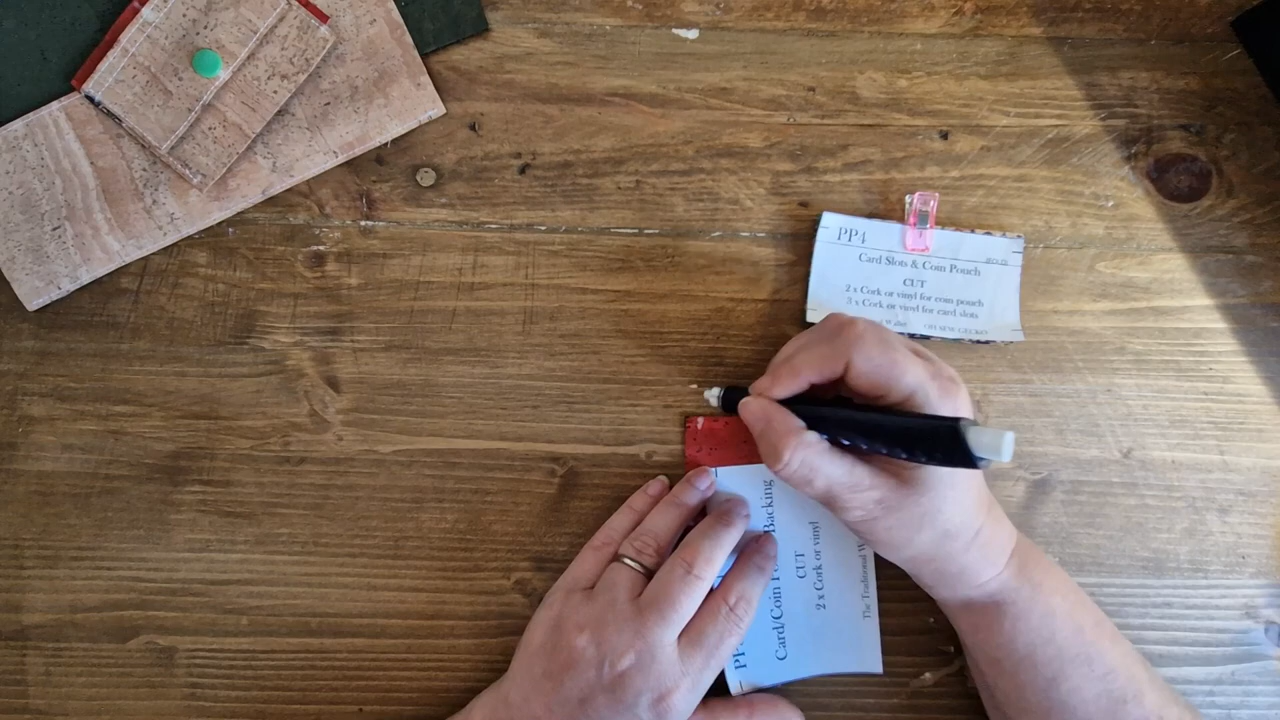 PP4
Card Slots & Coin Pouch
CUT
2 x Cork or vinyl for coin pouch
3 x Cork or vinyl for card slots
Wallet OH SEW GECKO
Card/Coin Backing
CUT
2 x Cork or vinyl
The Traditional